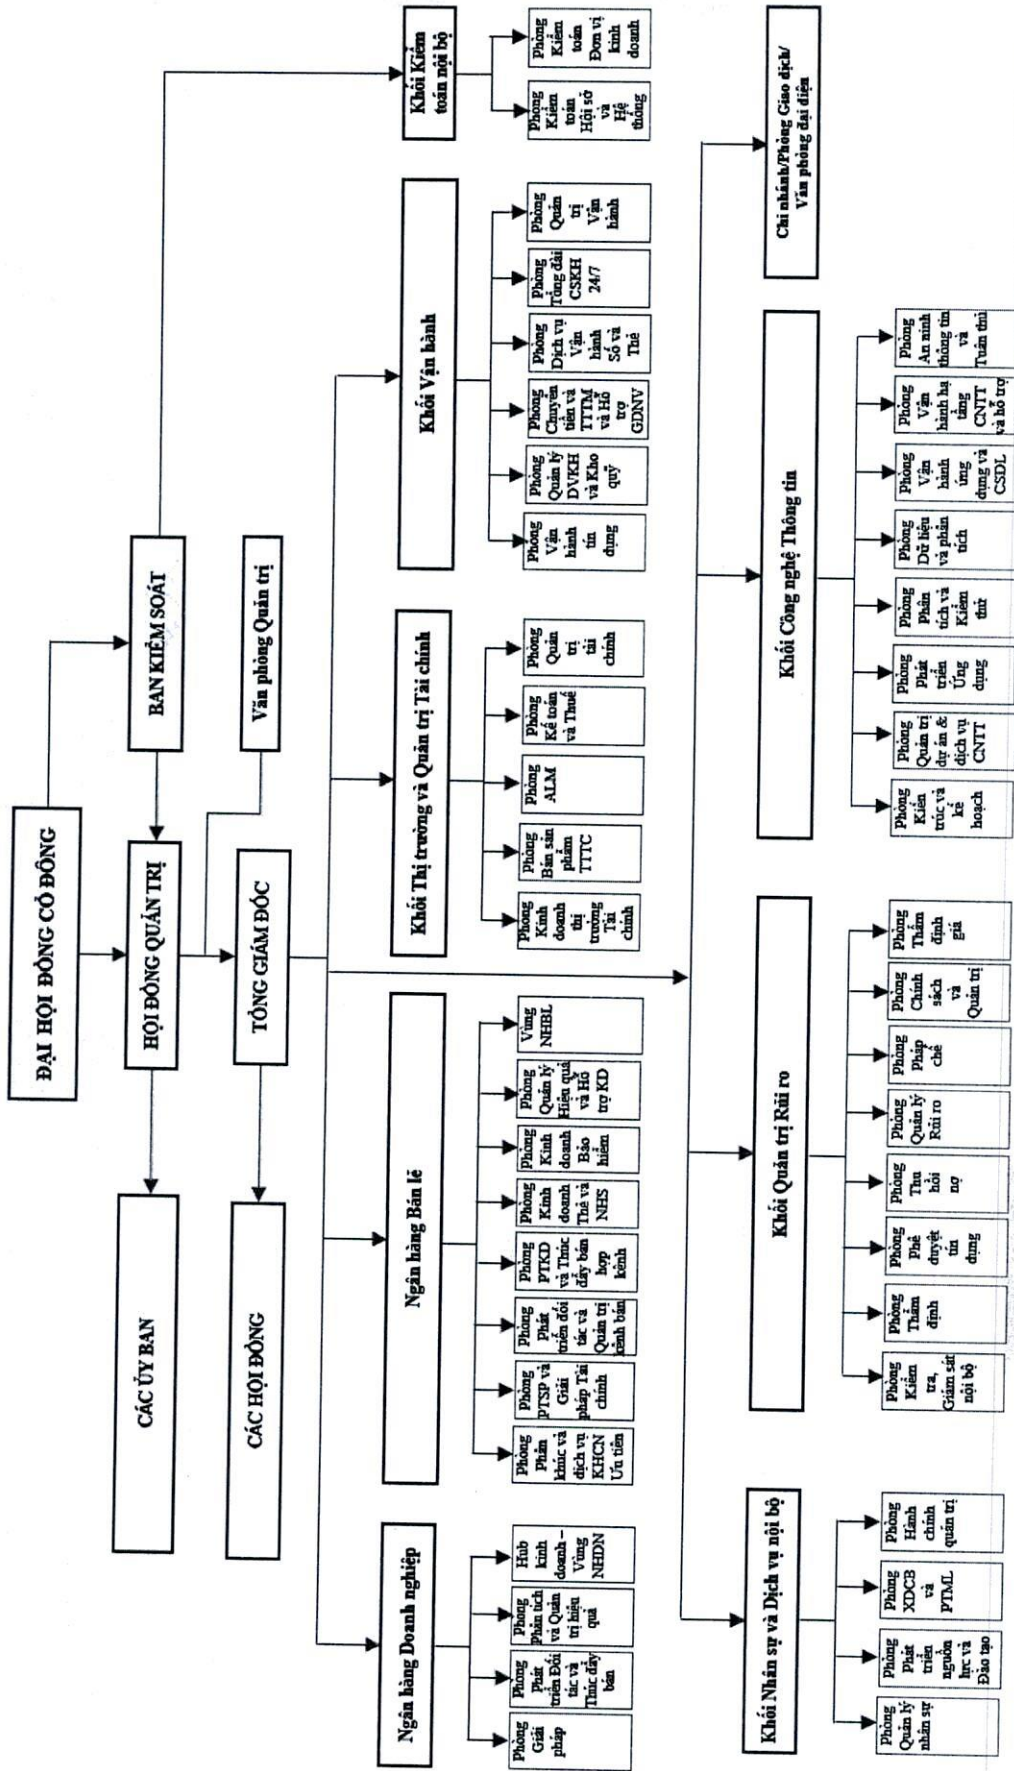 ĐẠI HỘI ĐỒNG CỔ ĐÔNG
BAN KIỂM SOÁT
HỘI ĐỒNG QUẢN TRỊ
CÁC ỦY BAN
Văn phòng Quản trị
TỔNG GIÁM ĐỐC
CÁC HỘI ĐỒNG
Ngân hàng Doanh nghiệp
Phòng
Giải
pháp
Phòng
Phát
triển Đối
tác và
Thúc đẩy
bán
Phòng
Phân tích
và Quản
trị hiệu
quả
Hub
kinh
doanh –
Vùng
NHDN
Ngân hàng Bán lẻ
Phòng
Phân
khúc và
dịch vụ
KHCN
Ưu tiên
Phòng
PTSP và
Giải
pháp Tài
chính
Phòng
Phát
triển đối
tác và
Quản trị
kênh bán
Phòng
PTKD
và Thúc
đẩy bán
hợp
kênh
Phòng
Kinh
doanh
Thẻ và
NHS
Phòng
Kinh
doanh
Bảo
hiểm
Phòng
Quản lý
Hiệu quả
và Hỗ
trợ KD
Vùng
NHBL
Khối Thị trường và Quản trị Tài chính
Phòng
Kinh
doanh
thị
trường
Tài
chính
Phòng
Bán sản
phẩm
TTTC
Phòng
ALM
Phòng
Kế toán
và Thuế
Phòng
Quản
trị
tài
chính
Khối Vận hành
Phòng
Vận
hành
tín
dụng
Phòng
Quản lý
DVKH
và Kho
quỹ
Phòng
Chuyển
tiền và
TTTM
và Hỗ
trợ
GDNV
Phòng
Dịch vụ
Vận
hành
Số và
Thẻ
Phòng
Tổng đài
CSKH
24/7
Phòng
Quản
trị
Vận
hành
Khối Kiểm
toán nội bộ
Phòng
Kiểm
toán
Hội sở
và
Hệ
thống
Phòng
Kiểm
toán
Đơn vị
kinh
doanh
Khối Nhân sự và Dịch vụ nội bộ
Phòng
Quản lý
nhân sự
Phòng
Phát
triển
nguồn
lực và
Đào tạo
Phòng
XDCB
và
PTML
Phòng
Hành
chính
quản trị
Khối Quản trị Rủi ro
Phòng
Kiểm
tra,
Giám sát
nội bộ
Phòng
Thẩm
định
Phòng
Phê
duyệt
tín
dụng
Phòng
Thu
hồi
nợ
Phòng
Quản lý
Rủi ro
Phòng
Pháp
chế
Phòng
Chính
sách
và
Quản trị
Phòng
Thẩm
định
giá
Khối Công nghệ Thông tin
Phòng
Kiến
trúc và
kế
hoạch
Phòng
Quản trị
dự án &
dịch vụ
CNTT
Phòng
Phát
triển
Ứng
dụng
Phòng
Phân
tích và
Kiểm
thử
Phòng
Dữ liệu
và phân
tích
Phòng
Vận
hành
ứng
dụng và
CSDL
Phòng
Vận
hành hạ
tầng
CNTT
và hỗ trợ
Phòng
An ninh
thông tin
và
Tuân thủ
Chi nhánh/Phòng Giao dịch/
Văn phòng đại diện